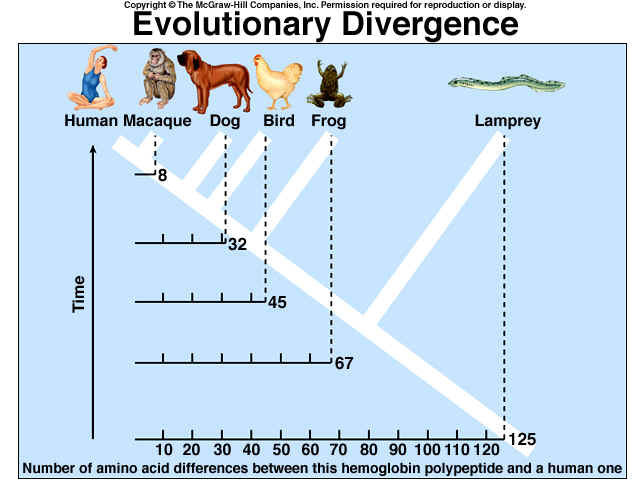 Copyright © The McGraw-Hill Companies, Inc. Permission required for reproduction or display.
Evolutionary Divergence
Human Macaque Dog Bird Frog Lamprey
8
32
45
67
125
Time
10 20 30 40 50 60 70 80 90 100 110 120
Number of amino acid differences between this hemoglobin polypeptide and a human one